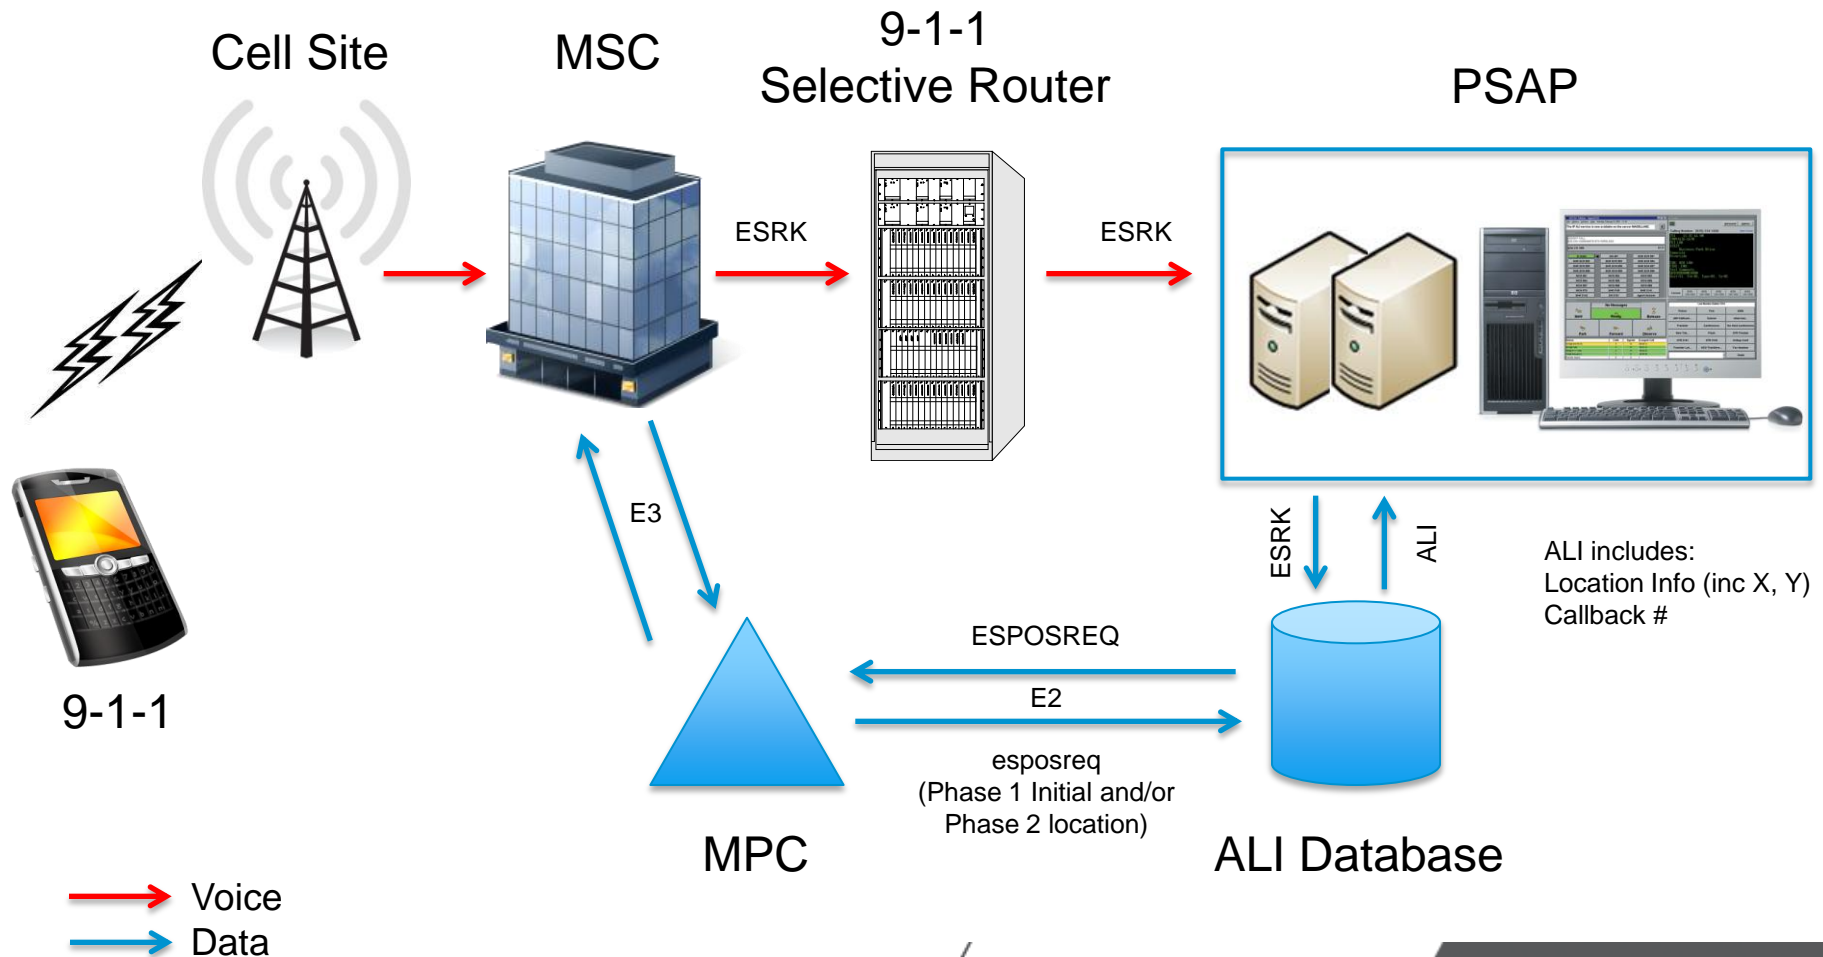 Cell Site
MSC
9-1-1
Selective Router
PSAP
ESRK
ESRK
E3
ESRK
ALI
ALI includes:
Location Info (inc X, Y)
Callback #
9-1-1
ESPOSREQ
E2
esposreq
(Phase 1 Initial and/or
Phase 2 location)
MPC
ALI Database
Voice
Data